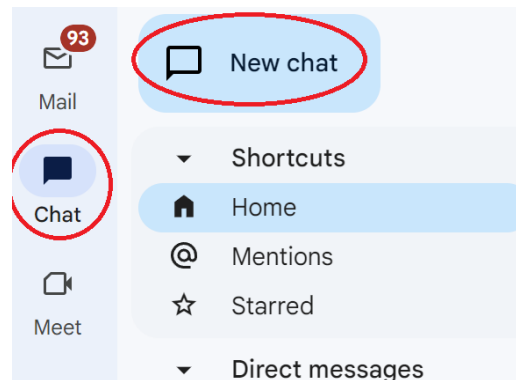 93
Mail
Chat
Meet
New chat
Shortcuts
Home
Mentions
Starred
Direct messages